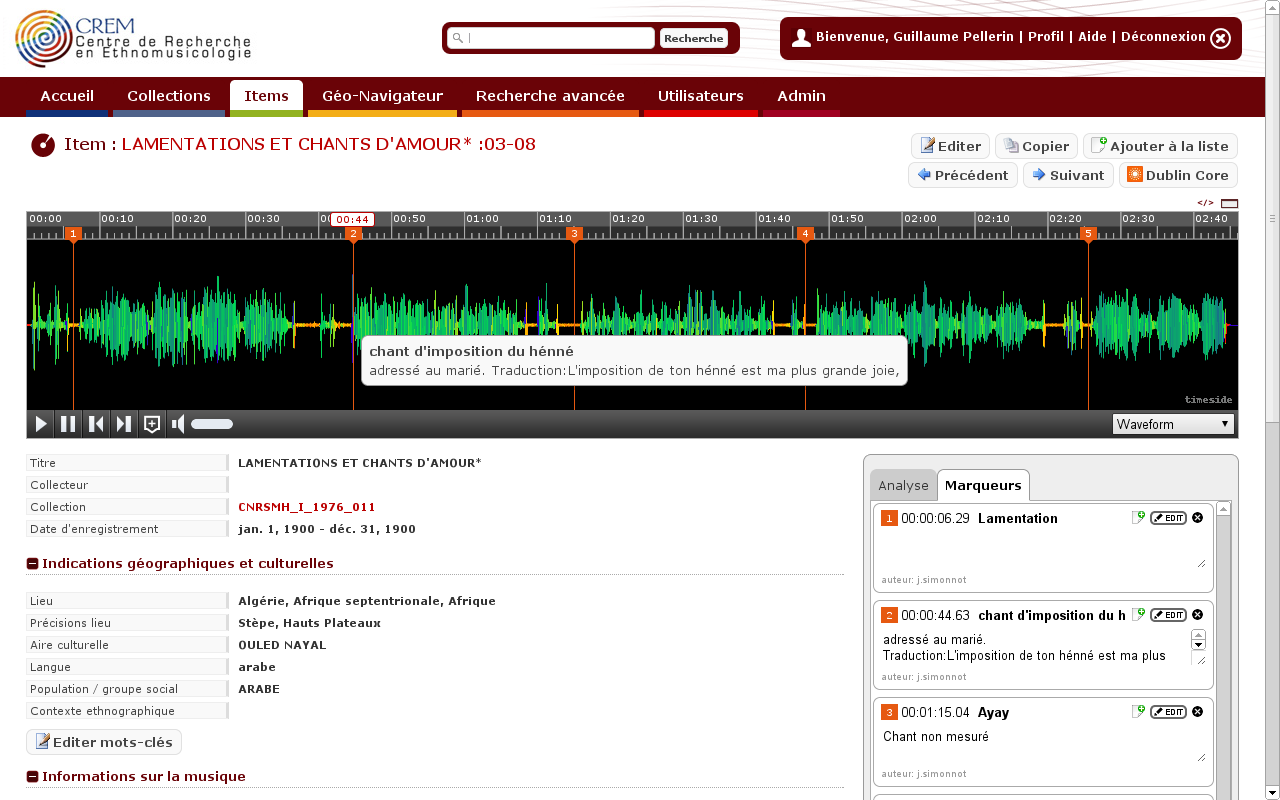 CREM
Centre de Recherche
en Ethnomusicologie
Recherche
Bienvenue, Guillaume Pellerin | Profil | Aide | Déconnexion
Accueil Collections Items Géo-Navigateur Recherche avancée Utilisateurs Admin
Item : LAMENTATIONS ET CHANTS D'AMOUR* :03-08
Editer Copier Ajouter à la liste
Précédent Suivant Dublin Core
</>
00:00 00:10 00:20 00:30 00:44 00:50 01:00 01:10 01:20 01:30 01:40 01:50 02:00 02:10 02:20 02:30 02:40
1 2 3 4 5
chant d'imposition du hénné
adressé au marié. Traduction:L'imposition de ton hénné est ma plus grande joie,
timeside
Waveform
Titre LAMENTATIONS ET CHANTS D'AMOUR*
Collecteur
Collection CNRSMH_I_1976_011
Date d'enregistrement jan. 1, 1900 - déc. 31, 1900
Indications géographiques et culturelles
Lieu Algérie, Afrique septentrionale, Afrique
Précisions lieu Stèpe, Hauts Plateaux
Aire culturelle OULED NAYAL
Langue arabe
Population / groupe social ARABE
Contexte ethnographique
Editer mots-clés
Informations sur la musique
Analyse Marqueurs
1 00:00:06.29 Lamentation EDIT
auteur: j.simonnot
2 00:00:44.63 chant d'imposition du h EDIT
adressé au marié.
Traduction:L'imposition de ton hénné est ma plus
auteur: j.simonnot
3 00:01:15.04 Ayay EDIT
Chant non mesuré
auteur: j.simonnot